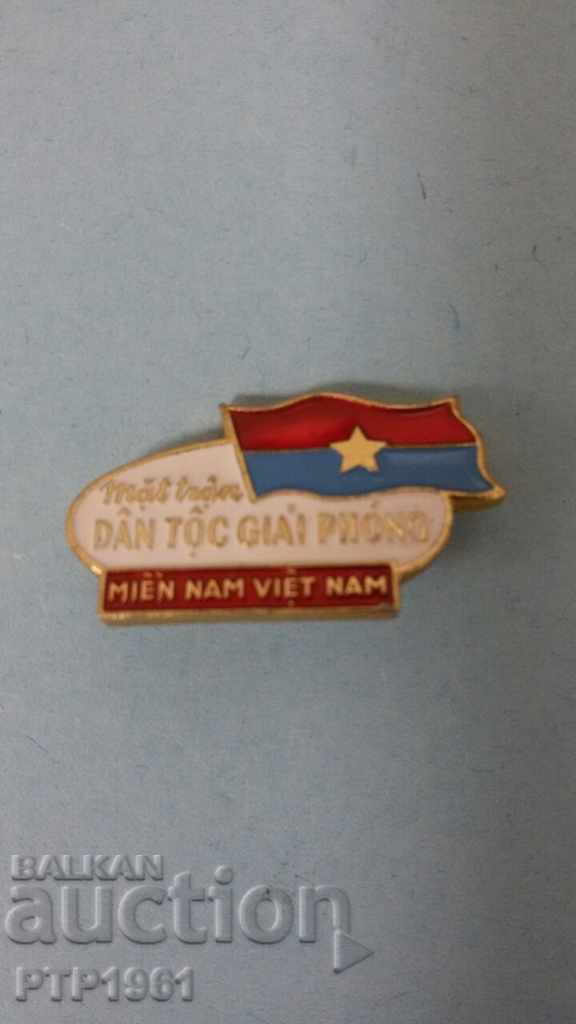 Mặt trận
DÂN TỘC GIẢI PHÓNG
MIỀN NAM VIỆT NAM
BALKAN
auction
PTP1961